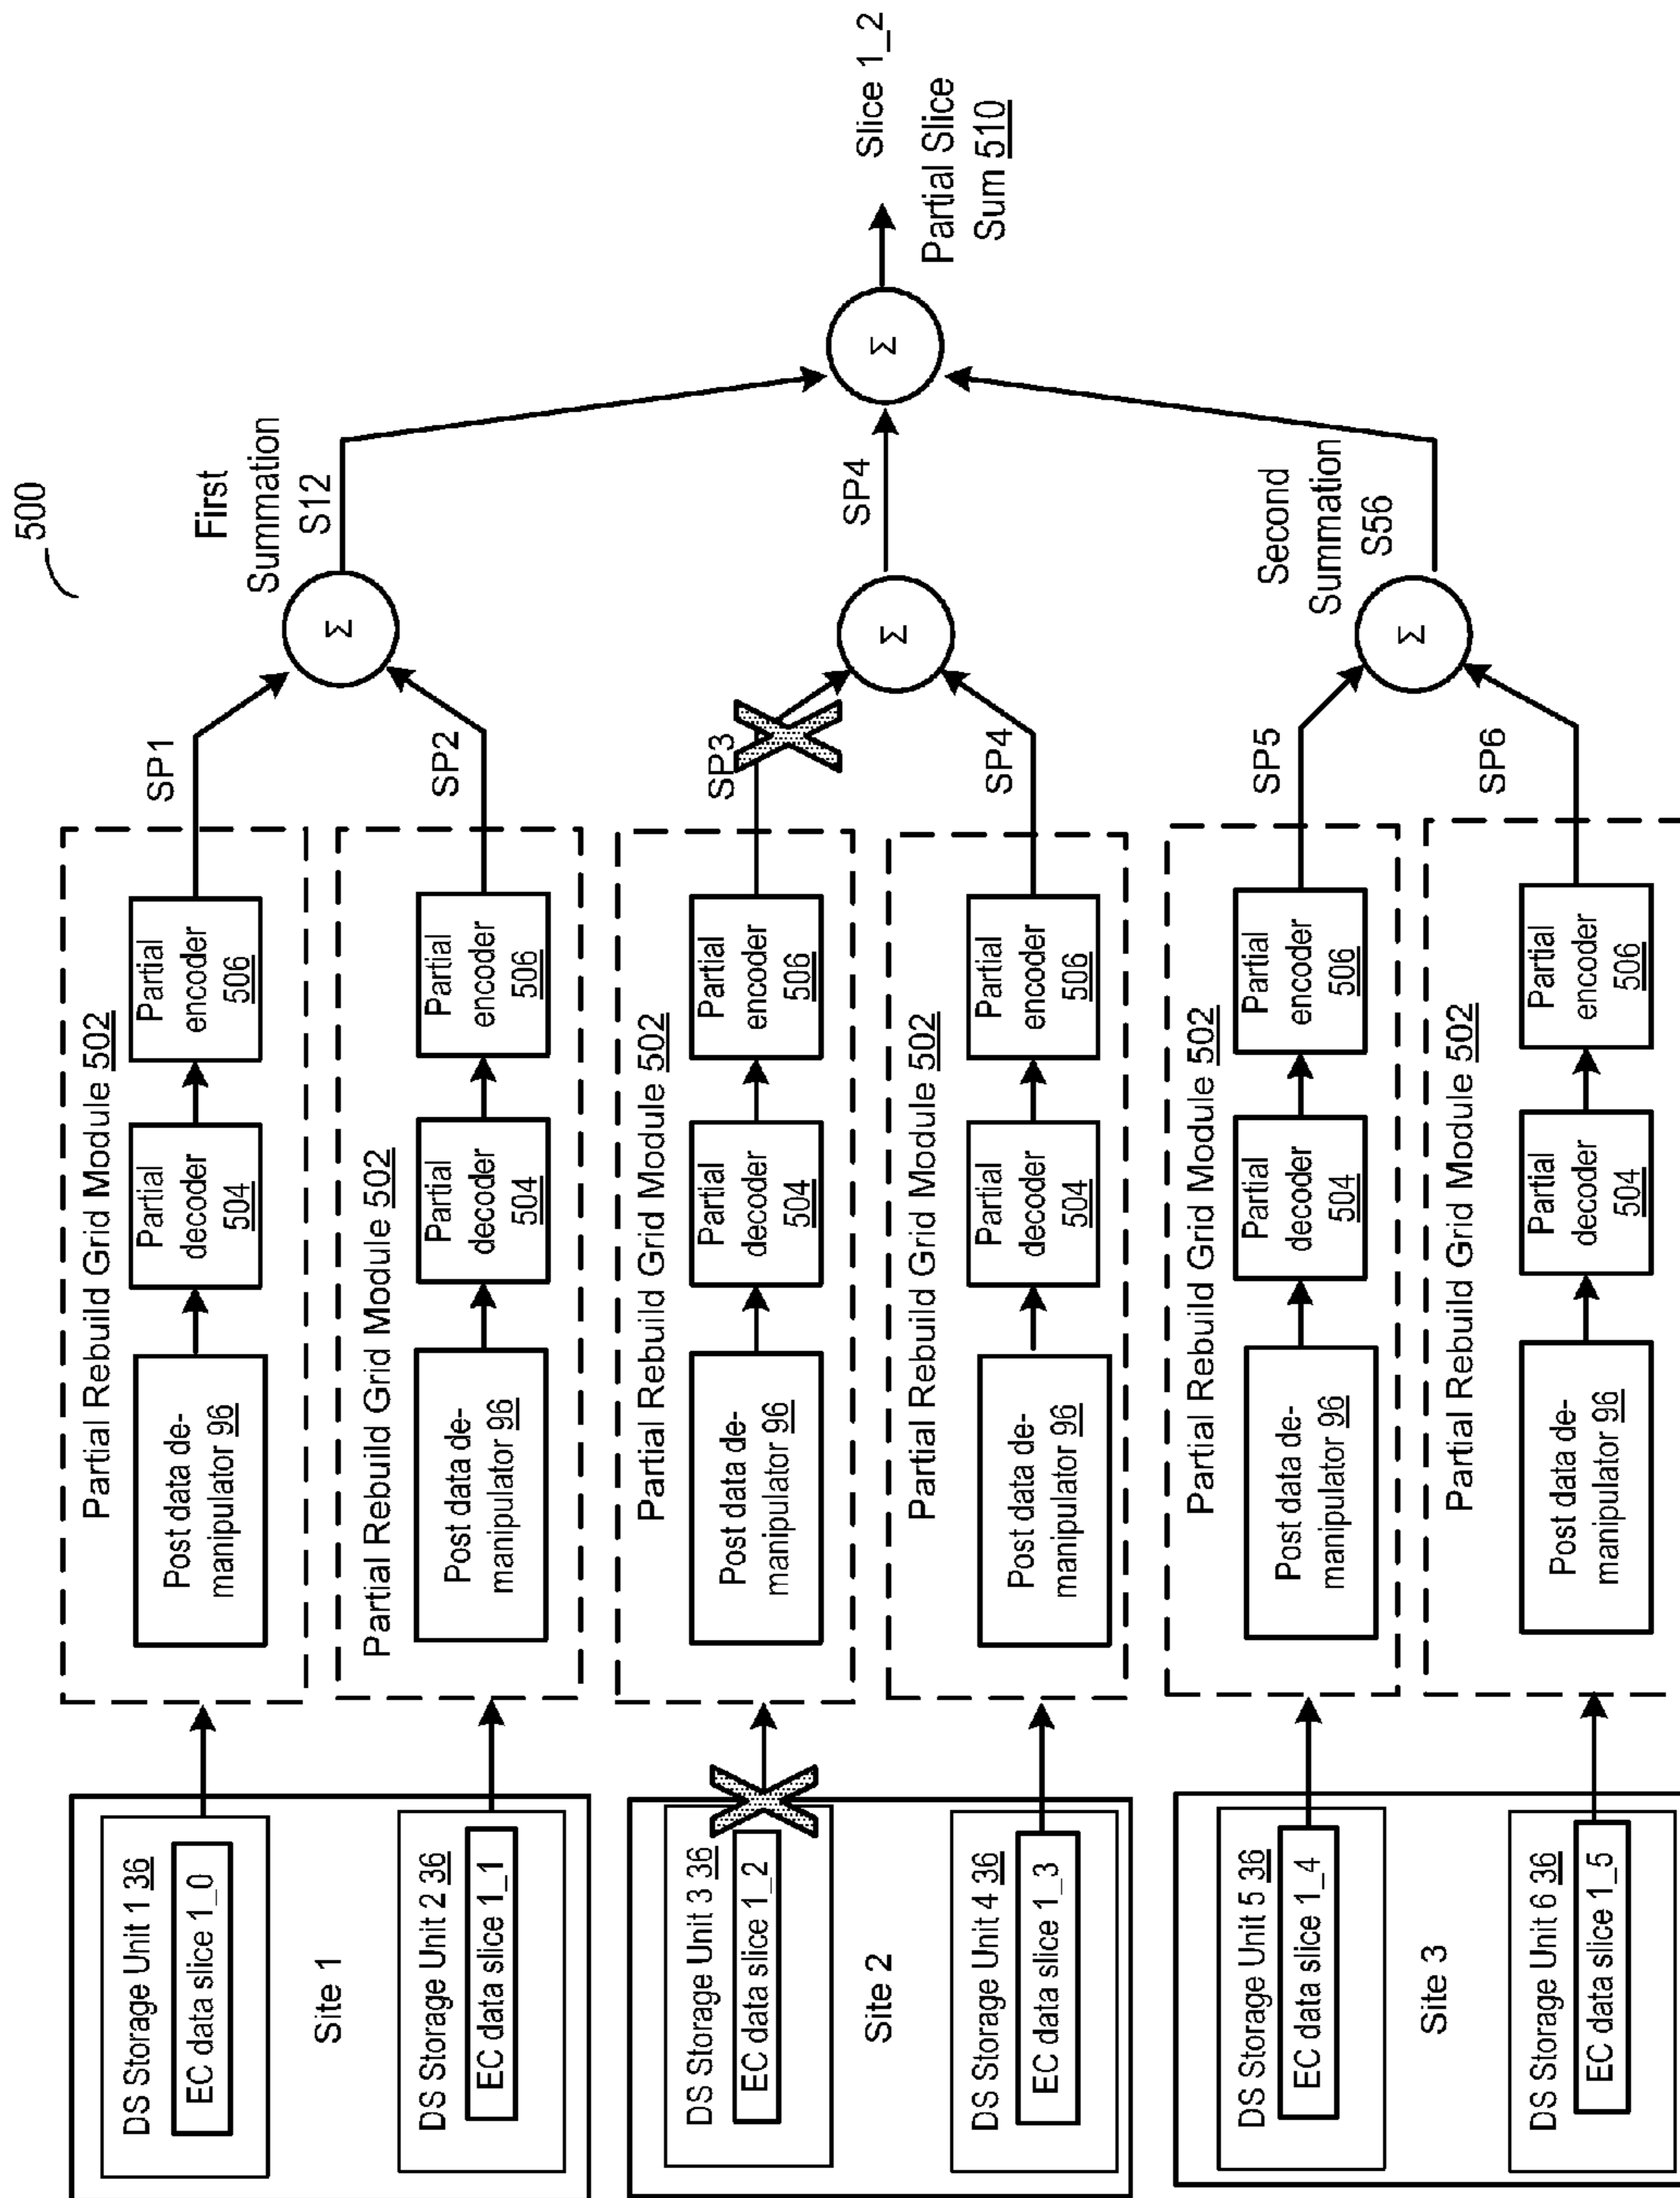 500
DS Storage Unit 1 36
EC data slice 1_0
Site 1
DS Storage Unit 2 36
EC data slice 1_1
Partial Rebuild Grid Module 502
Post data de-
manipulator 96
Partial
decoder
504
Partial
encoder
506
SP1
Partial Rebuild Grid Module 502
Post data de-
manipulator 96
Partial
decoder
504
Partial
encoder
506
SP2
Σ
First
Summation
S12
DS Storage Unit 3 36
EC data slice 1_2
Site 2
DS Storage Unit 4 36
EC data slice 1_3
Partial Rebuild Grid Module 502
Post data de-
manipulator 96
Partial
decoder
504
Partial
encoder
506
SP3
Partial Rebuild Grid Module 502
Post data de-
manipulator 96
Partial
decoder
504
Partial
encoder
506
SP4
Σ
SP4
DS Storage Unit 5 36
EC data slice 1_4
Site 3
DS Storage Unit 6 36
EC data slice 1_5
Partial Rebuild Grid Module 502
Post data de-
manipulator 96
Partial
decoder
504
Partial
encoder
506
SP5
Partial Rebuild Grid Module 502
Post data de-
manipulator 96
Partial
decoder
504
Partial
encoder
506
SP6
Σ
Second
Summation
S56
Σ
Slice 1_2
Partial Slice
Sum 510